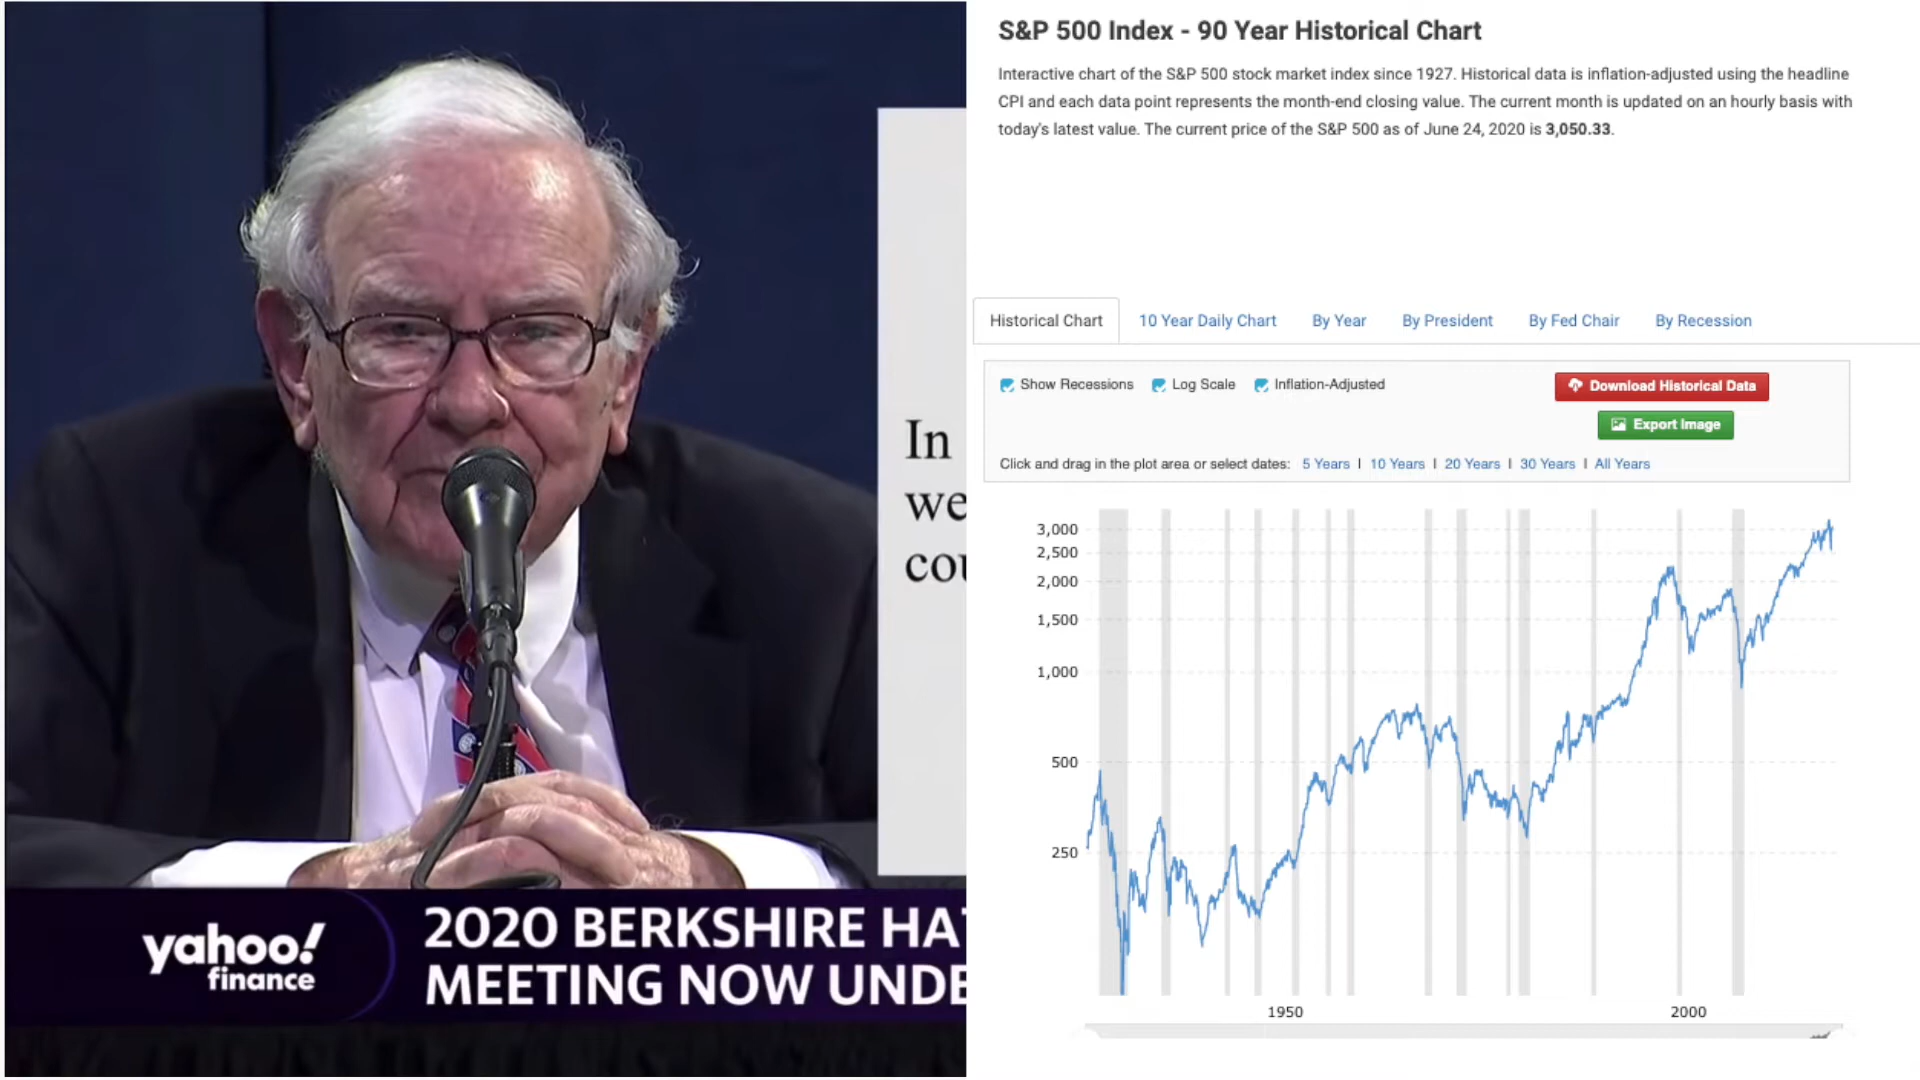 In
we
cou
yahoo!
finance
2020 BERKSHIRE HAT
MEETING NOW UNDE
S&P 500 Index - 90 Year Historical Chart
Interactive chart of the S&P 500 stock market index since 1927. Historical data is inflation-adjusted using the headline
CPI and each data point represents the month-end closing value. The current month is updated on an hourly basis with
today's latest value. The current price of the S&P 500 as of June 24, 2020 is 3,050.33.
Historical Chart
10 Year Daily Chart
By Year
By President
By Fed Chair
By Recession
Show Recessions
Log Scale
Inflation-Adjusted
Download Historical Data
Export Image
Click and drag in the plot area or select dates: 5 Years I 10 Years I 20 Years I 30 Years I All Years
3,000
2,500
2,000
1,500
1,000
500
250
1950
2000